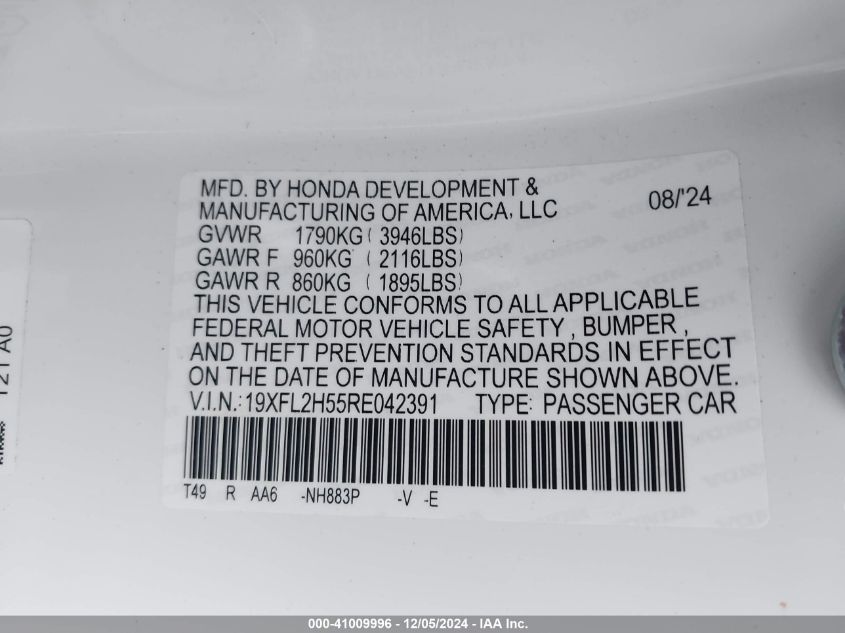 MFD. BY HONDA DEVELOPMENT &
MANUFACTURING OF AMERICA, LLC 08/'24
GVWR 1790KG ( 3946LBS)
GAWR F 960KG ( 2116LBS)
GAWR R 860KG ( 1895LBS)
THIS VEHICLE CONFORMS TO ALL APPLICABLE
FEDERAL MOTOR VEHICLE SAFETY , BUMPER ,
AND THEFT PREVENTION STANDARDS IN EFFECT
ON THE DATE OF MANUFACTURE SHOWN ABOVE.
V.I.N.: 19XFL2H55RE042391 TYPE: PASSENGER CAR
T49 R AA6 -NH883P -V -E
121 A0
000-41009996 - 12/05/2024 - IAA Inc.